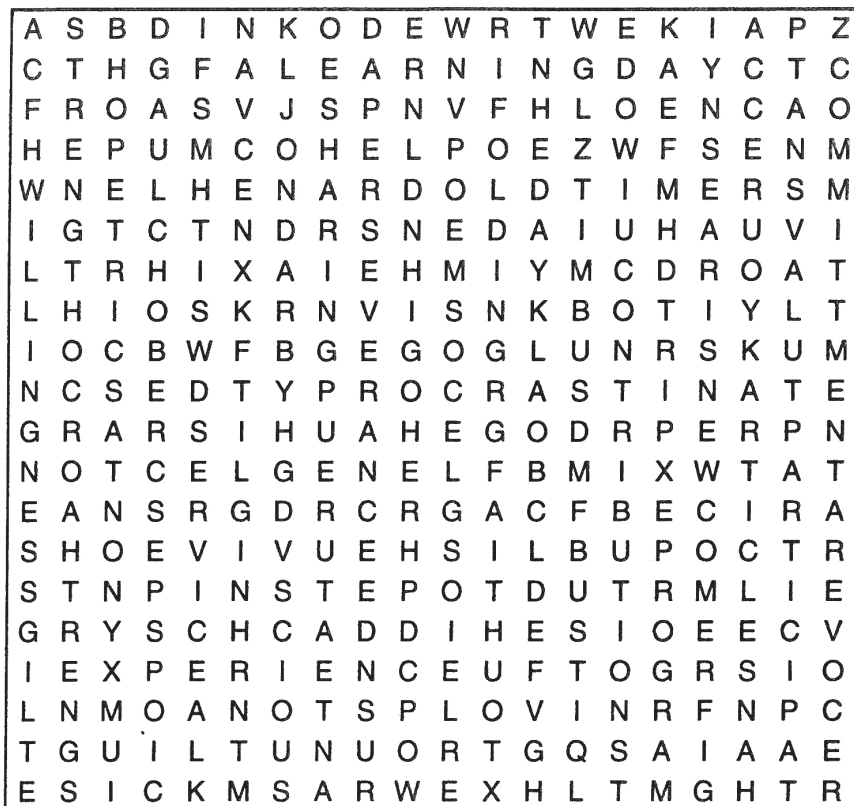 A S B D I N K O D E W R T W E K I A P Z
C T H G F A L E A R N I N G D A Y C T C
F R O A S V J S P N V F H L O E N C A O
H E P U M C O H E L P O E Z W F S E N M
W N E L H E N A R D O L D T I M E R S M
I G T C T N D R S N E D A I U H A U V I
L T R H I X A I E H M I Y M C D R O A T
L H I O S K R N V I S N K B O T I Y L T
I O C B W F B G E G O G L U N R S K U M
N C S E D T Y P R O C R A S T I N A T E
G R A R S I H U A H E G O D R P E R P N
N O T C E L G E N E L F B M I X W T A T
E A N S R G D R C R G A C F B E C I R A
S H O E V I V U E H S I L B U P O C T R
S T N P I N S T E P O T D U T R M L I E
G R Y S C H C A D D I H E S I O E E C V
I E X P E R I E N C E U F T O G R S I O
L N M O A N O T S P L O V I N R F N P C
T G U I L T U N U O R T G Q S A I A A E
E S I C K M S A R W E X H L T M G H T R